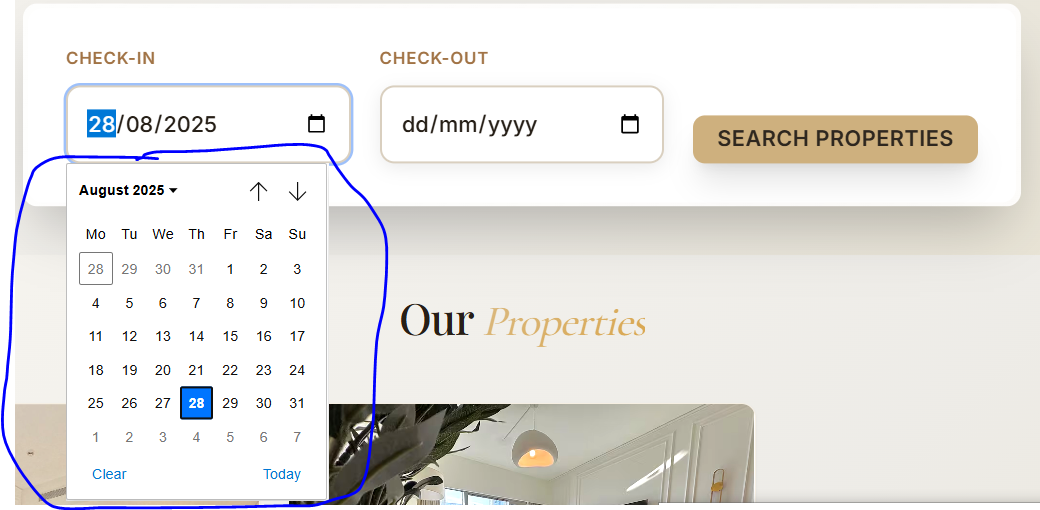 CHECK-IN
CHECK-OUT
28/08/2025
dd/mm/yyyy
SEARCH PROPERTIES
August 2025
Mo Tu We Th Fr Sa Su
28 29 30 31 1 2 3
4 5 6 7 8 9 10
11 12 13 14 15 16 17
18 19 20 21 22 23 24
25 26 27 28 29 30 31
1 2 3 4 5 6 7
Clear Today
Our Properties